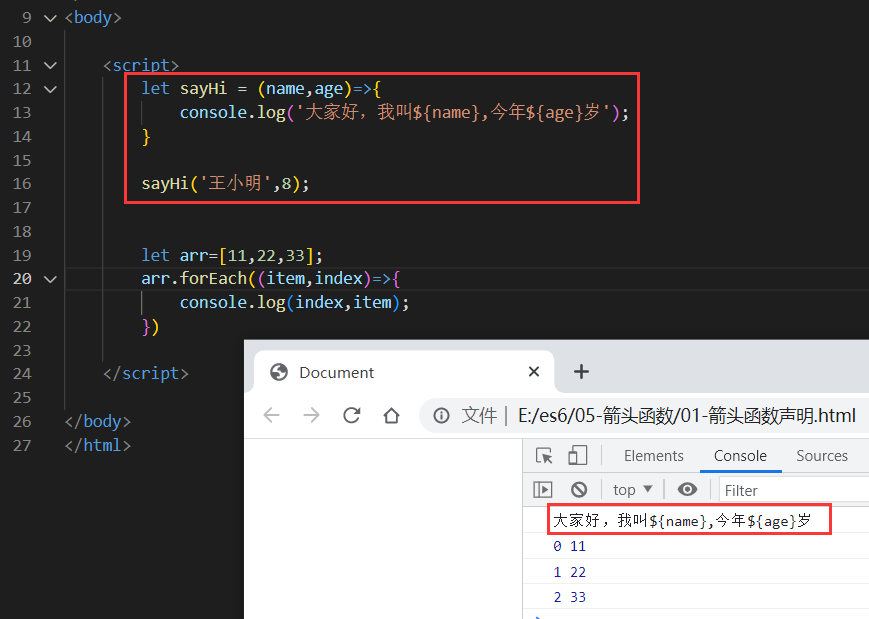 9 <body>
10
11 <script>
12 let sayHi = (name,age)=>{
13 console.log('大家好，我叫${name},今年${age}岁');
14 }
15
16 sayHi('王小明',8);
17
18
19 let arr=[11,22,33];
20 arr.forEach((item,index)=>{
21 console.log(index,item);
22 })
23
24 </script>
25
26 </body>
27 </html>
Document
文件 | E:/es6/05-箭头函数/01-箭头函数声明.html
Elements Console Sources
top Filter
大家好，我叫${name},今年${age}岁
0 11
1 22
2 33